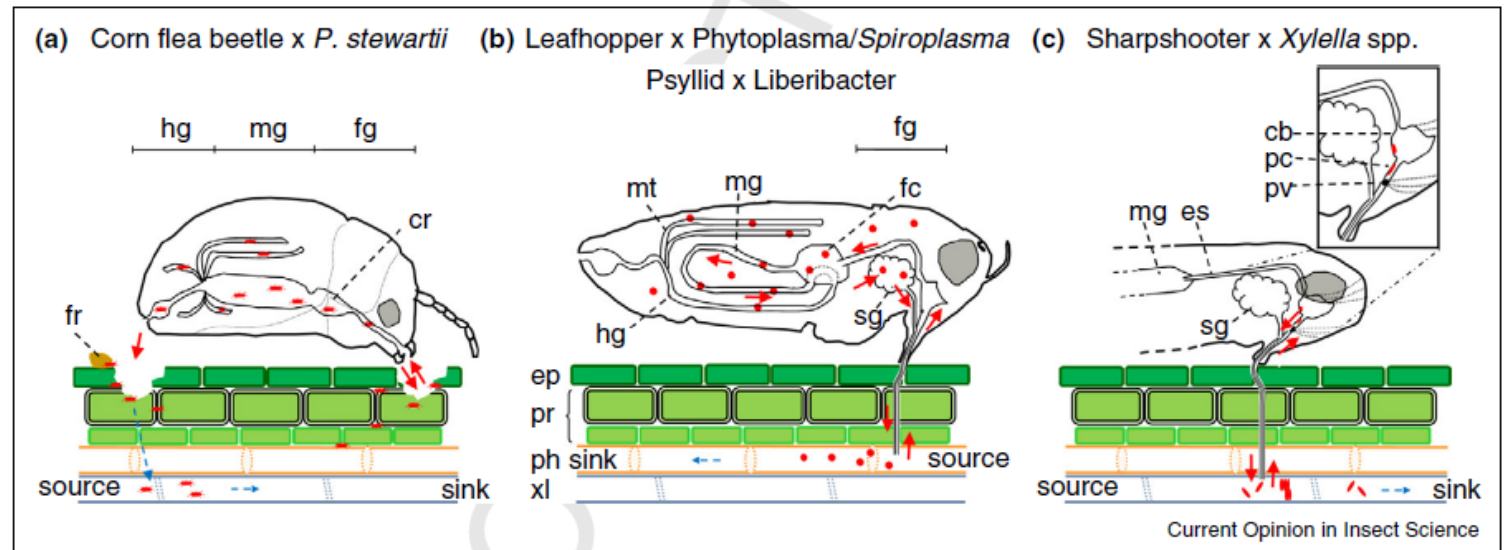 (a) Corn flea beetle x P. stewartii
(b) Leafhopper x Phytoplasma/Spiroplasma
Psyllid x Liberibacter
(c) Sharpshooter x Xylella spp.
hg mg fg
cr
fr
source
sink
fg
mt mg fc
hg
sg
ep
pr
ph sink source
xl
cb
pc
pv
mg es
sg
source
sink
Current Opinion in Insect Science